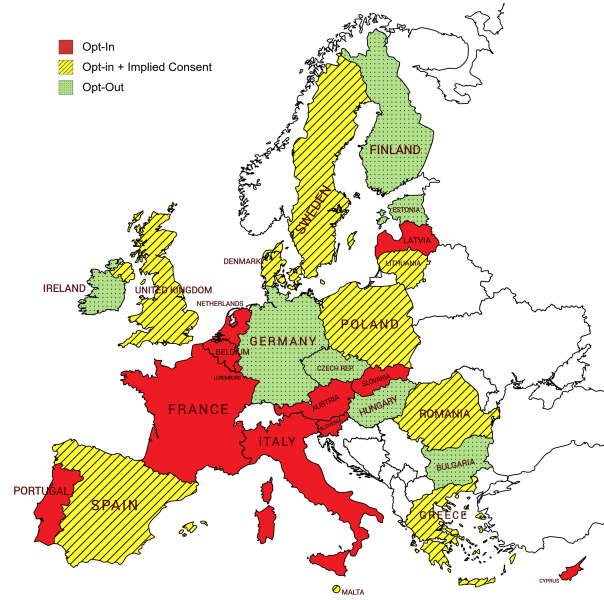 Opt-In
Opt-in + Implied Consent
Opt-Out
FINLAND
SWEDEN
ESTONIA
LATVIA
LITHUANIA
DENMARK
IRELAND
UNITED KINGDOM
NETHERLANDS
POLAND
GERMANY
BELGIUM
CZECH REP.
LUXEMBURG
SLOVAKIA
AUSTRIA
HUNGARY
FRANCE
ROMANIA
SLOVENIA
ITALY
BULGARIA
PORTUGAL
SPAIN
GREECE
CYPRUS
MALTA